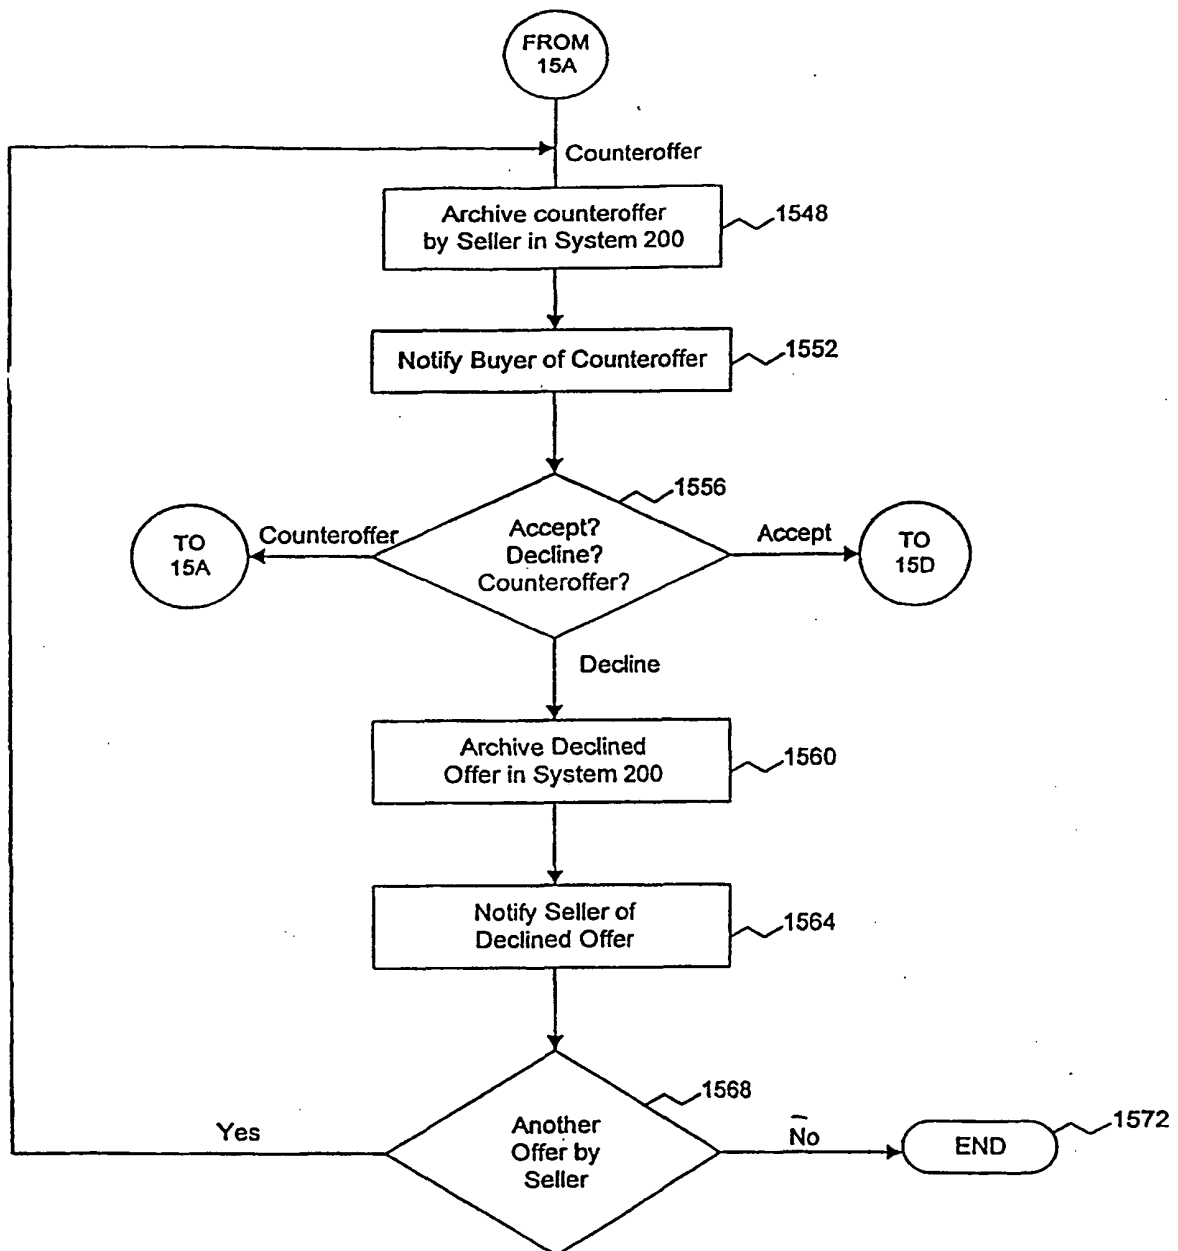 FROM
15A
Counteroffer
Archive counteroffer
by Seller in System 200
1548
Notify Buyer of Counteroffer
1552
1556
TO
15A
Counteroffer
Accept?
Decline?
Counteroffer?
Accept
TO
15D
Decline
Archive Declined
Offer in System 200
1560
Notify Seller of
Declined Offer
1564
1568
Yes
Another
Offer by
Seller
No
END
1572